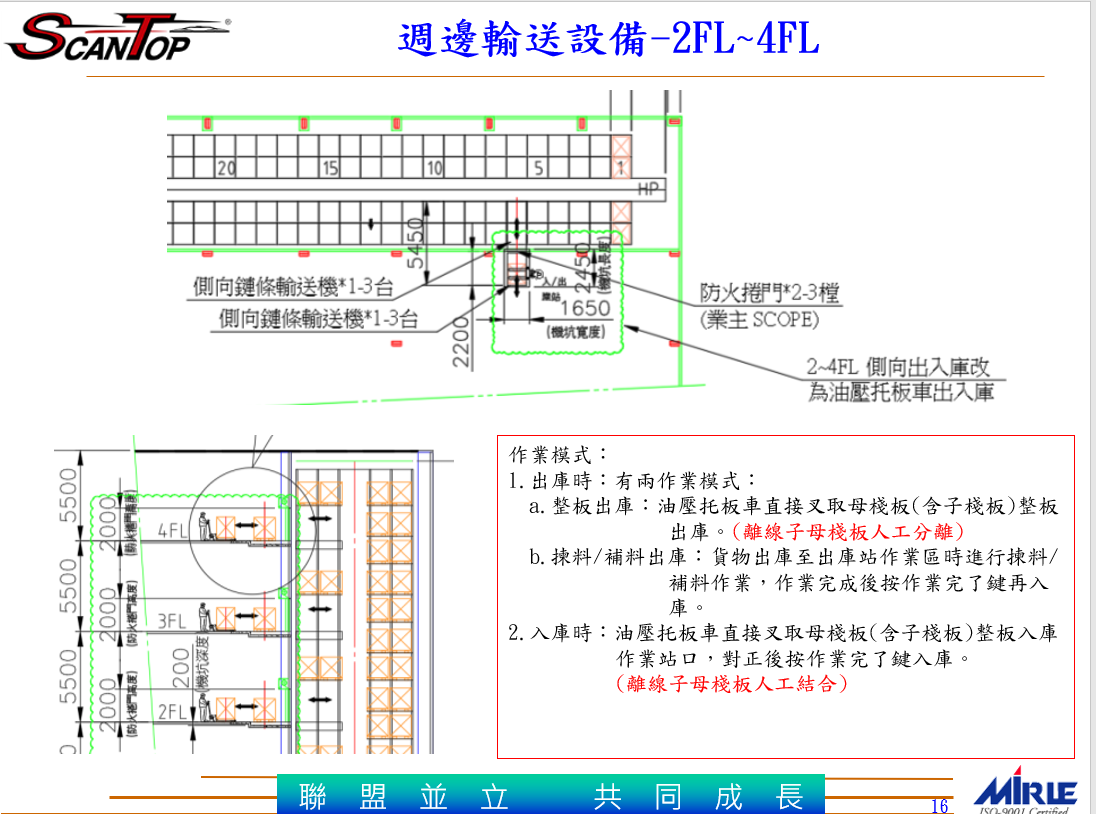 SCANTOP®
週邊輸送設備-2FL~4FL
20 15 10 5 1
HP
5450
2450
(機坑長度)
側向鏈條輸送機*1-3台
入/出
防火捲門*2-3樘
1650
側向鏈條輸送機*1-3台
(業主SCOPE)
(機坑寬度)
2200
2~4FL 側向出入庫改
為油壓托板車出入庫
5500
2000
(防火捲門高度)
4FL
5500
2000
(防火捲門高度)
3FL
5500
200
(機坑深度
2000
(防火捲門高度)
2FL
作業模式：
1.出庫時：有兩作業模式：
a.整板出庫：油壓托板車直接叉取母棧板(含子棧板)整板
出庫。(離線子母棧板人工分離)
b.揀料/補料出庫：貨物出庫至出庫站作業區時進行揀料/
補料作業，作業完成後按作業完了鍵再入
庫。
2.入庫時：油壓托板車直接叉取母棧板(含子棧板)整板入庫
作業站口，對正後按作業完了鍵入庫。
(離線子母棧板人工結合)
聯盟並立 共同成長
16
MIRLE
ISO-9001 Certified